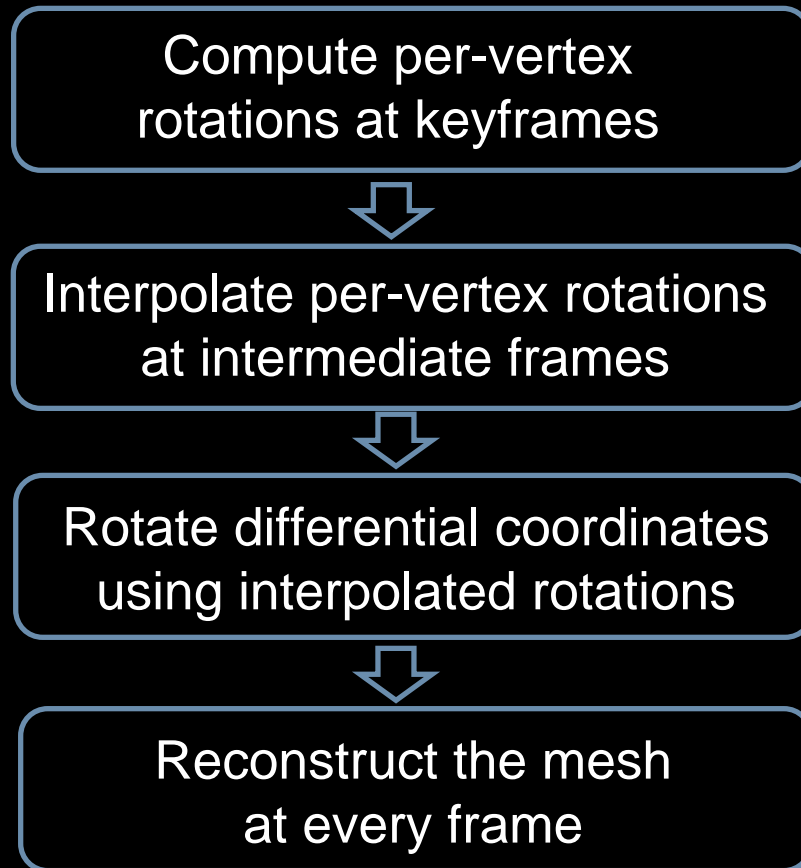 Compute per-vertex
rotations at keyframes
Interpolate per-vertex rotations
at intermediate frames
Rotate differential coordinates
using interpolated rotations
Reconstruct the mesh
at every frame